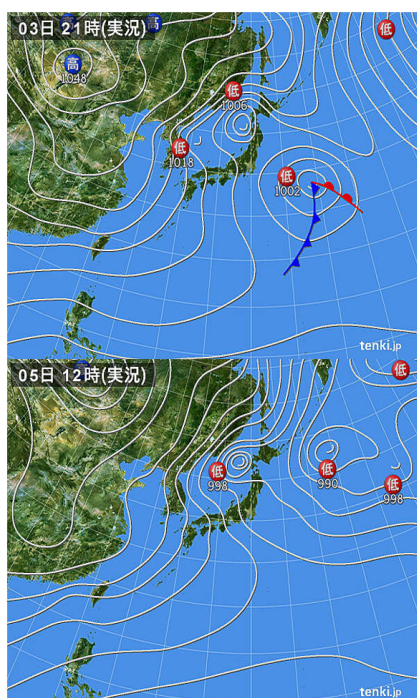 03日 21時(実況)
高
低
高
1048
低
1006
低
1018
低
1002
tenki.jp
05日 12時(実況)
低
低
998
低
990
低
998
tenki.jp